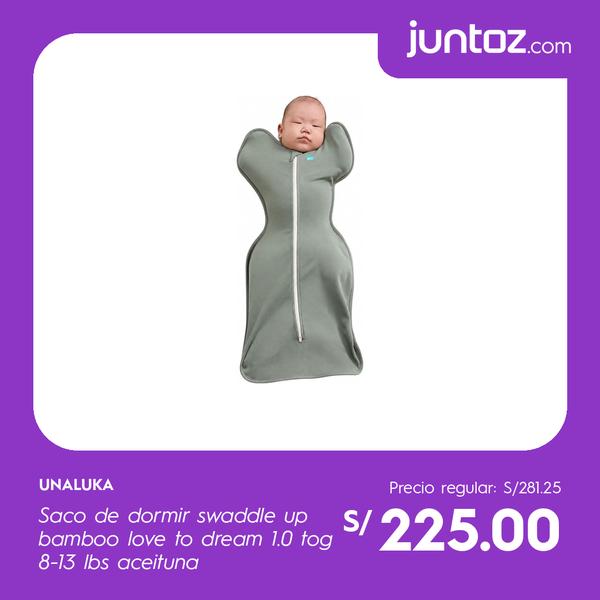 juntoz.com
UNALUKA
Saco de dormir swaddle up
bamboo love to dream 1.0 tog
8-13 lbs aceituna
Precio regular: S/281.25
S/ 225.00